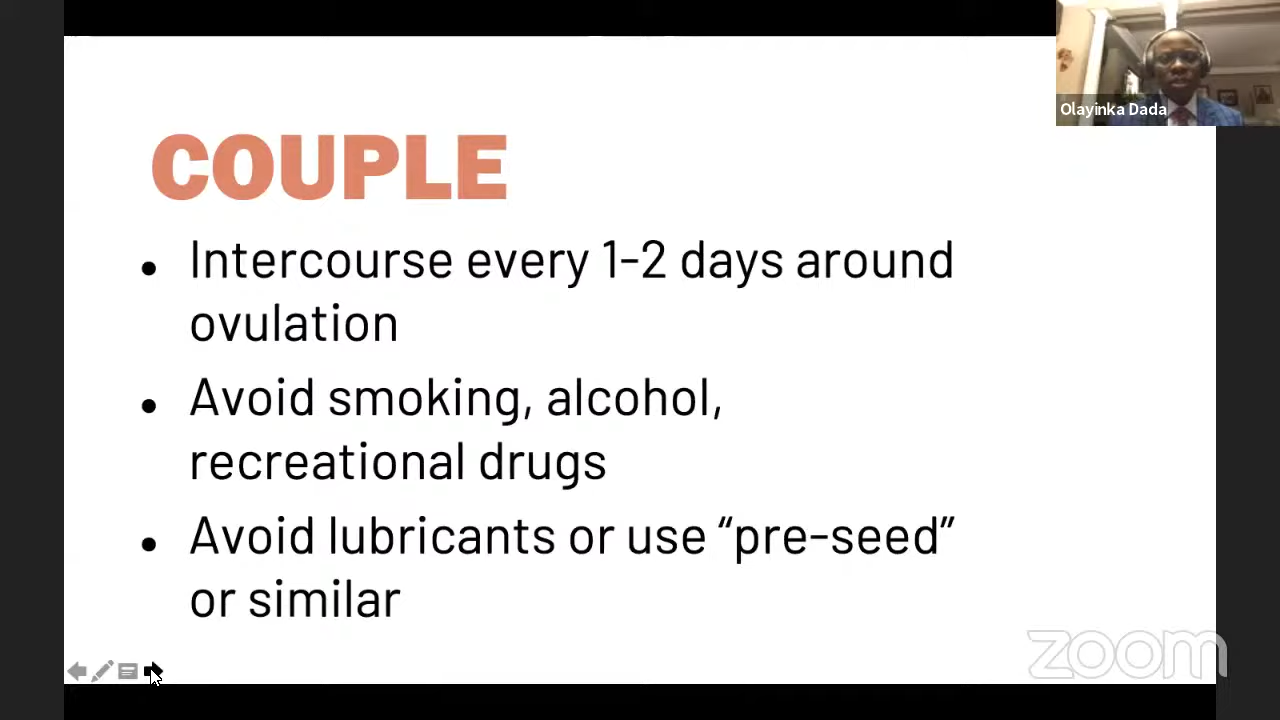 Olayinka Dada
COUPLE
• Intercourse every 1-2 days around
ovulation
• Avoid smoking, alcohol,
recreational drugs
• Avoid lubricants or use “pre-seed”
or similar
zoom